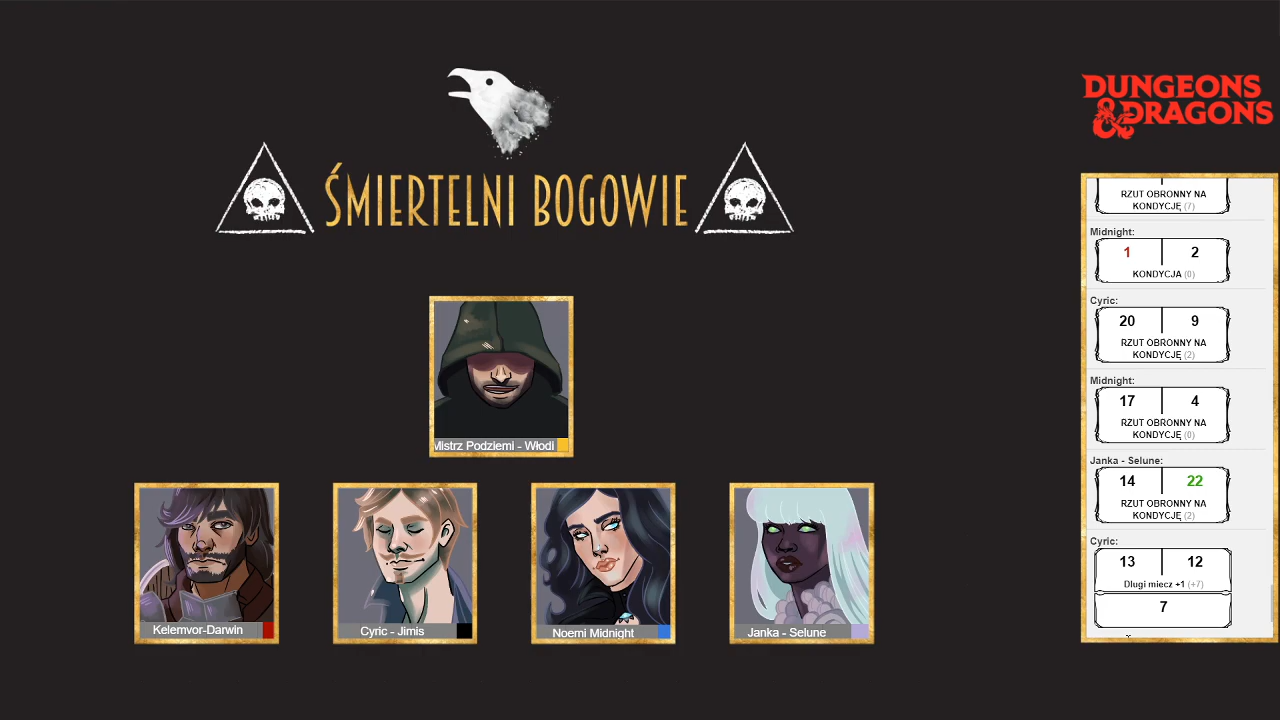 DUNGEONS
&DRAGONS
ŚMIERTELNI BOGOWIE
Mistrz Podziemi - Włodi
Kelemvor-Darwin
Cyric - Jimis
Noemi Midnight
Janka - Selune
RZUT OBRONNY NA
KONDYCJĘ (7)
Midnight:
1 2
KONDYCJA (0)
Cyric:
20 9
RZUT OBRONNY NA
KONDYCJĘ (2)
Midnight:
17 4
RZUT OBRONNY NA
KONDYCJĘ (0)
Janka - Selune:
14 22
RZUT OBRONNY NA
KONDYCJĘ (2)
Cyric:
13 12
Dlugi miecz +1 (+7)
7